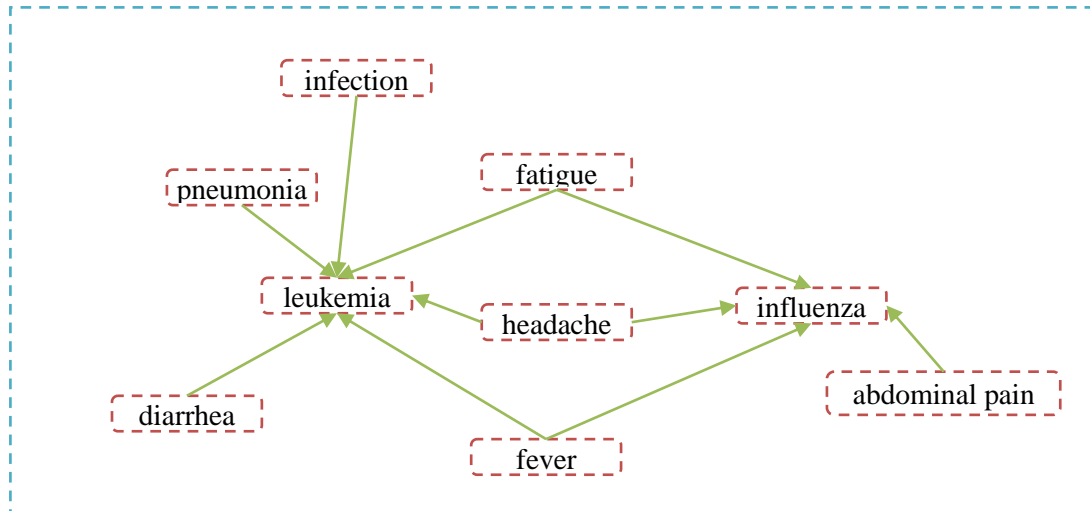 infection
fatigue
pneumonia
leukemia
headache
influenza
abdominal pain
diarrhea
fever